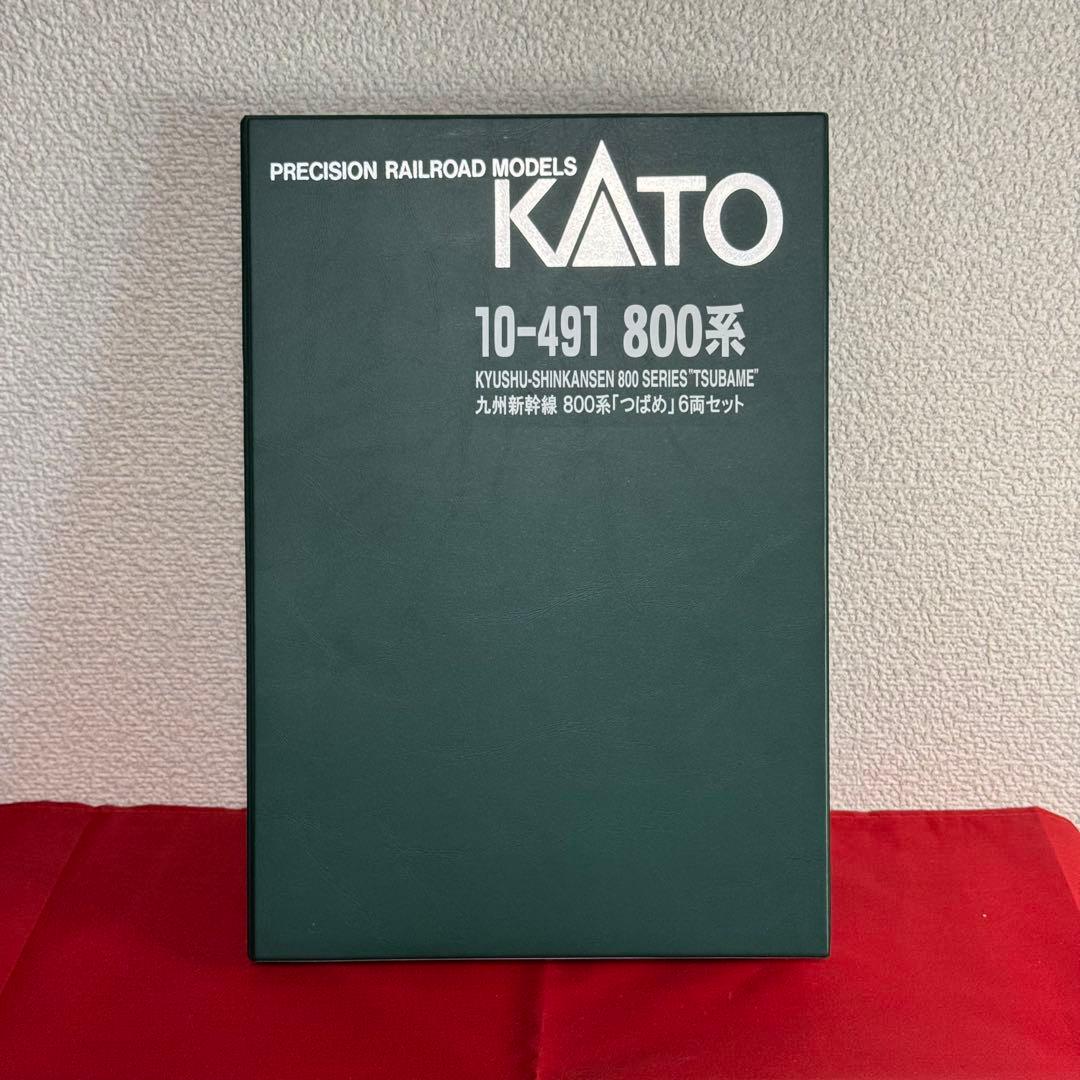 PRECISION RAILROAD MODELS
KATO
10-491 800系
KYUSHU-SHINKANSEN 800 SERIES"TSUBAME"
九州新幹線 800系「つばめ」6両セット